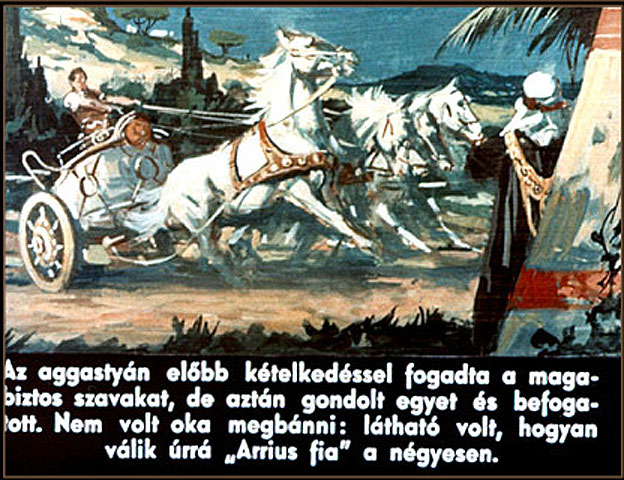 Az aggastyán előbb kételkedéssel fogadta a maga-
biztos szavakat, de aztán gondolt egyet és befoga-
tott. Nem volt oka megbánni: látható volt, hogyan
válik úrrá „Arrius fia” a négyesen.